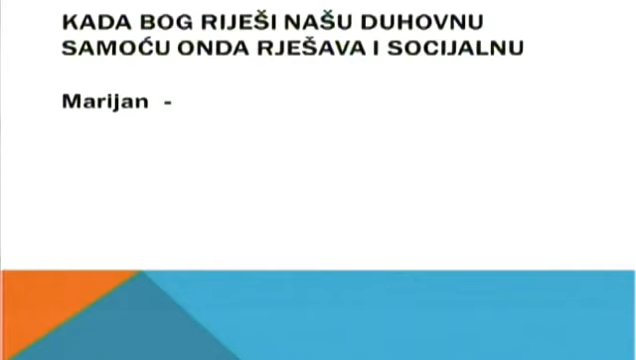 KADA BOG RIJEŠI NAŠU DUHOVNU
SAMOĆU ONDA RJEŠAVA I SOCIJALNU
Marijan -